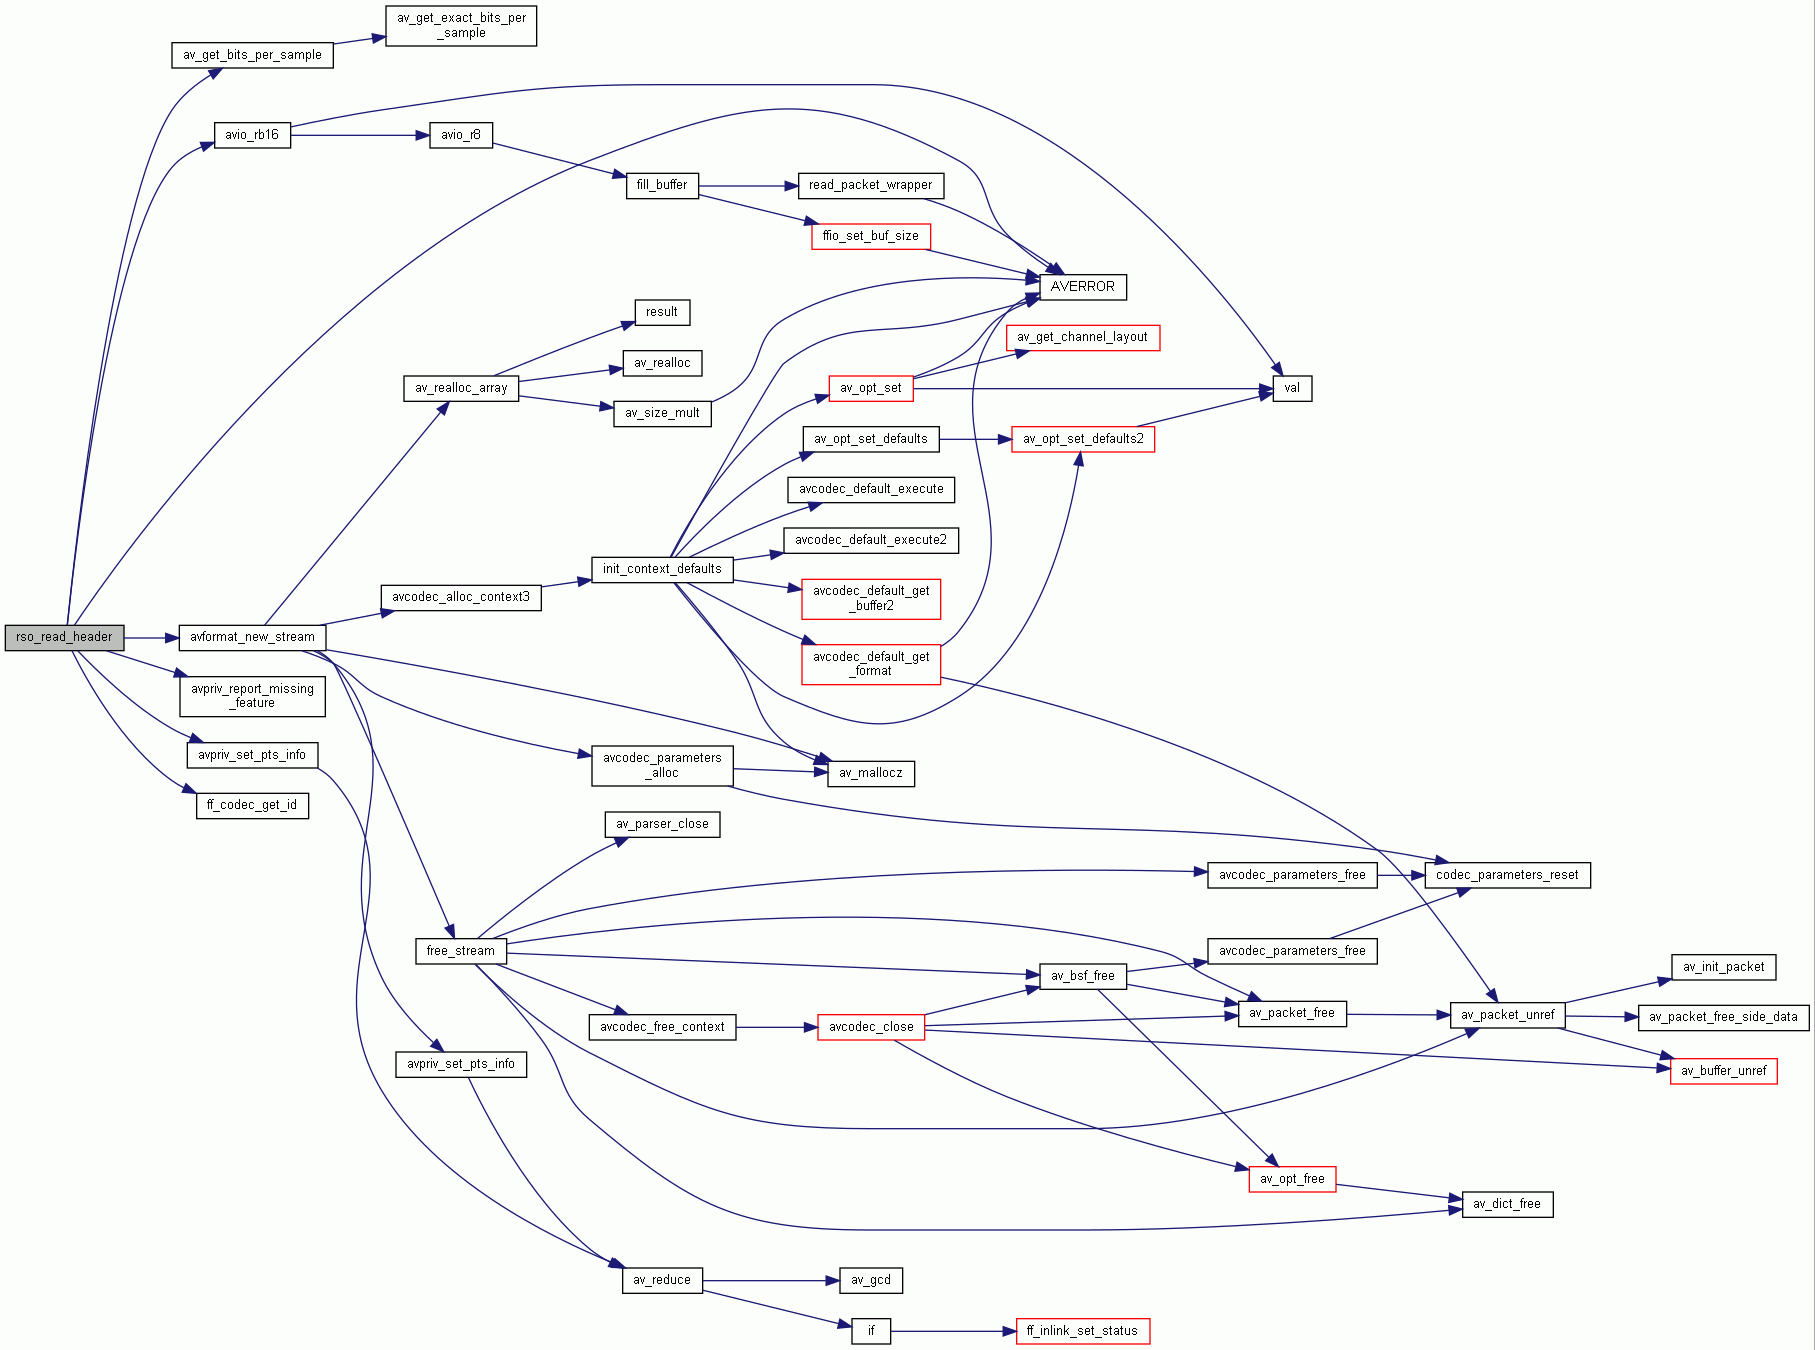 av_get_exact_bits_per
_sample
av_get_bits_per_sample
avio_rb16
avio_r8
fill_buffer
read_packet_wrapper
ffio_set_buf_size
AVERROR
result
av_get_channel_layout
av_realloc
av_realloc_array
av_opt_set
val
av_size_mult
av_opt_set_defaults
av_opt_set_defaults2
avcodec_default_execute
avcodec_default_execute2
init_context_defaults
avcodec_default_get
_buffer2
avcodec_alloc_context3
rso_read_header
avformat_new_stream
avcodec_default_get
_format
avpriv_report_missing
_feature
avpriv_set_pts_info
avcodec_parameters
_alloc
av_mallocz
ff_codec_get_id
av_parser_close
avcodec_parameters_free
codec_parameters_reset
free_stream
avcodec_parameters_free
av_bsf_free
av_init_packet
av_packet_free
av_packet_unref
av_packet_free_side_data
avcodec_free_context
avcodec_close
avpriv_set_pts_info
av_buffer_unref
av_opt_free
av_dict_free
av_reduce
av_gcd
if
ff_inlink_set_status